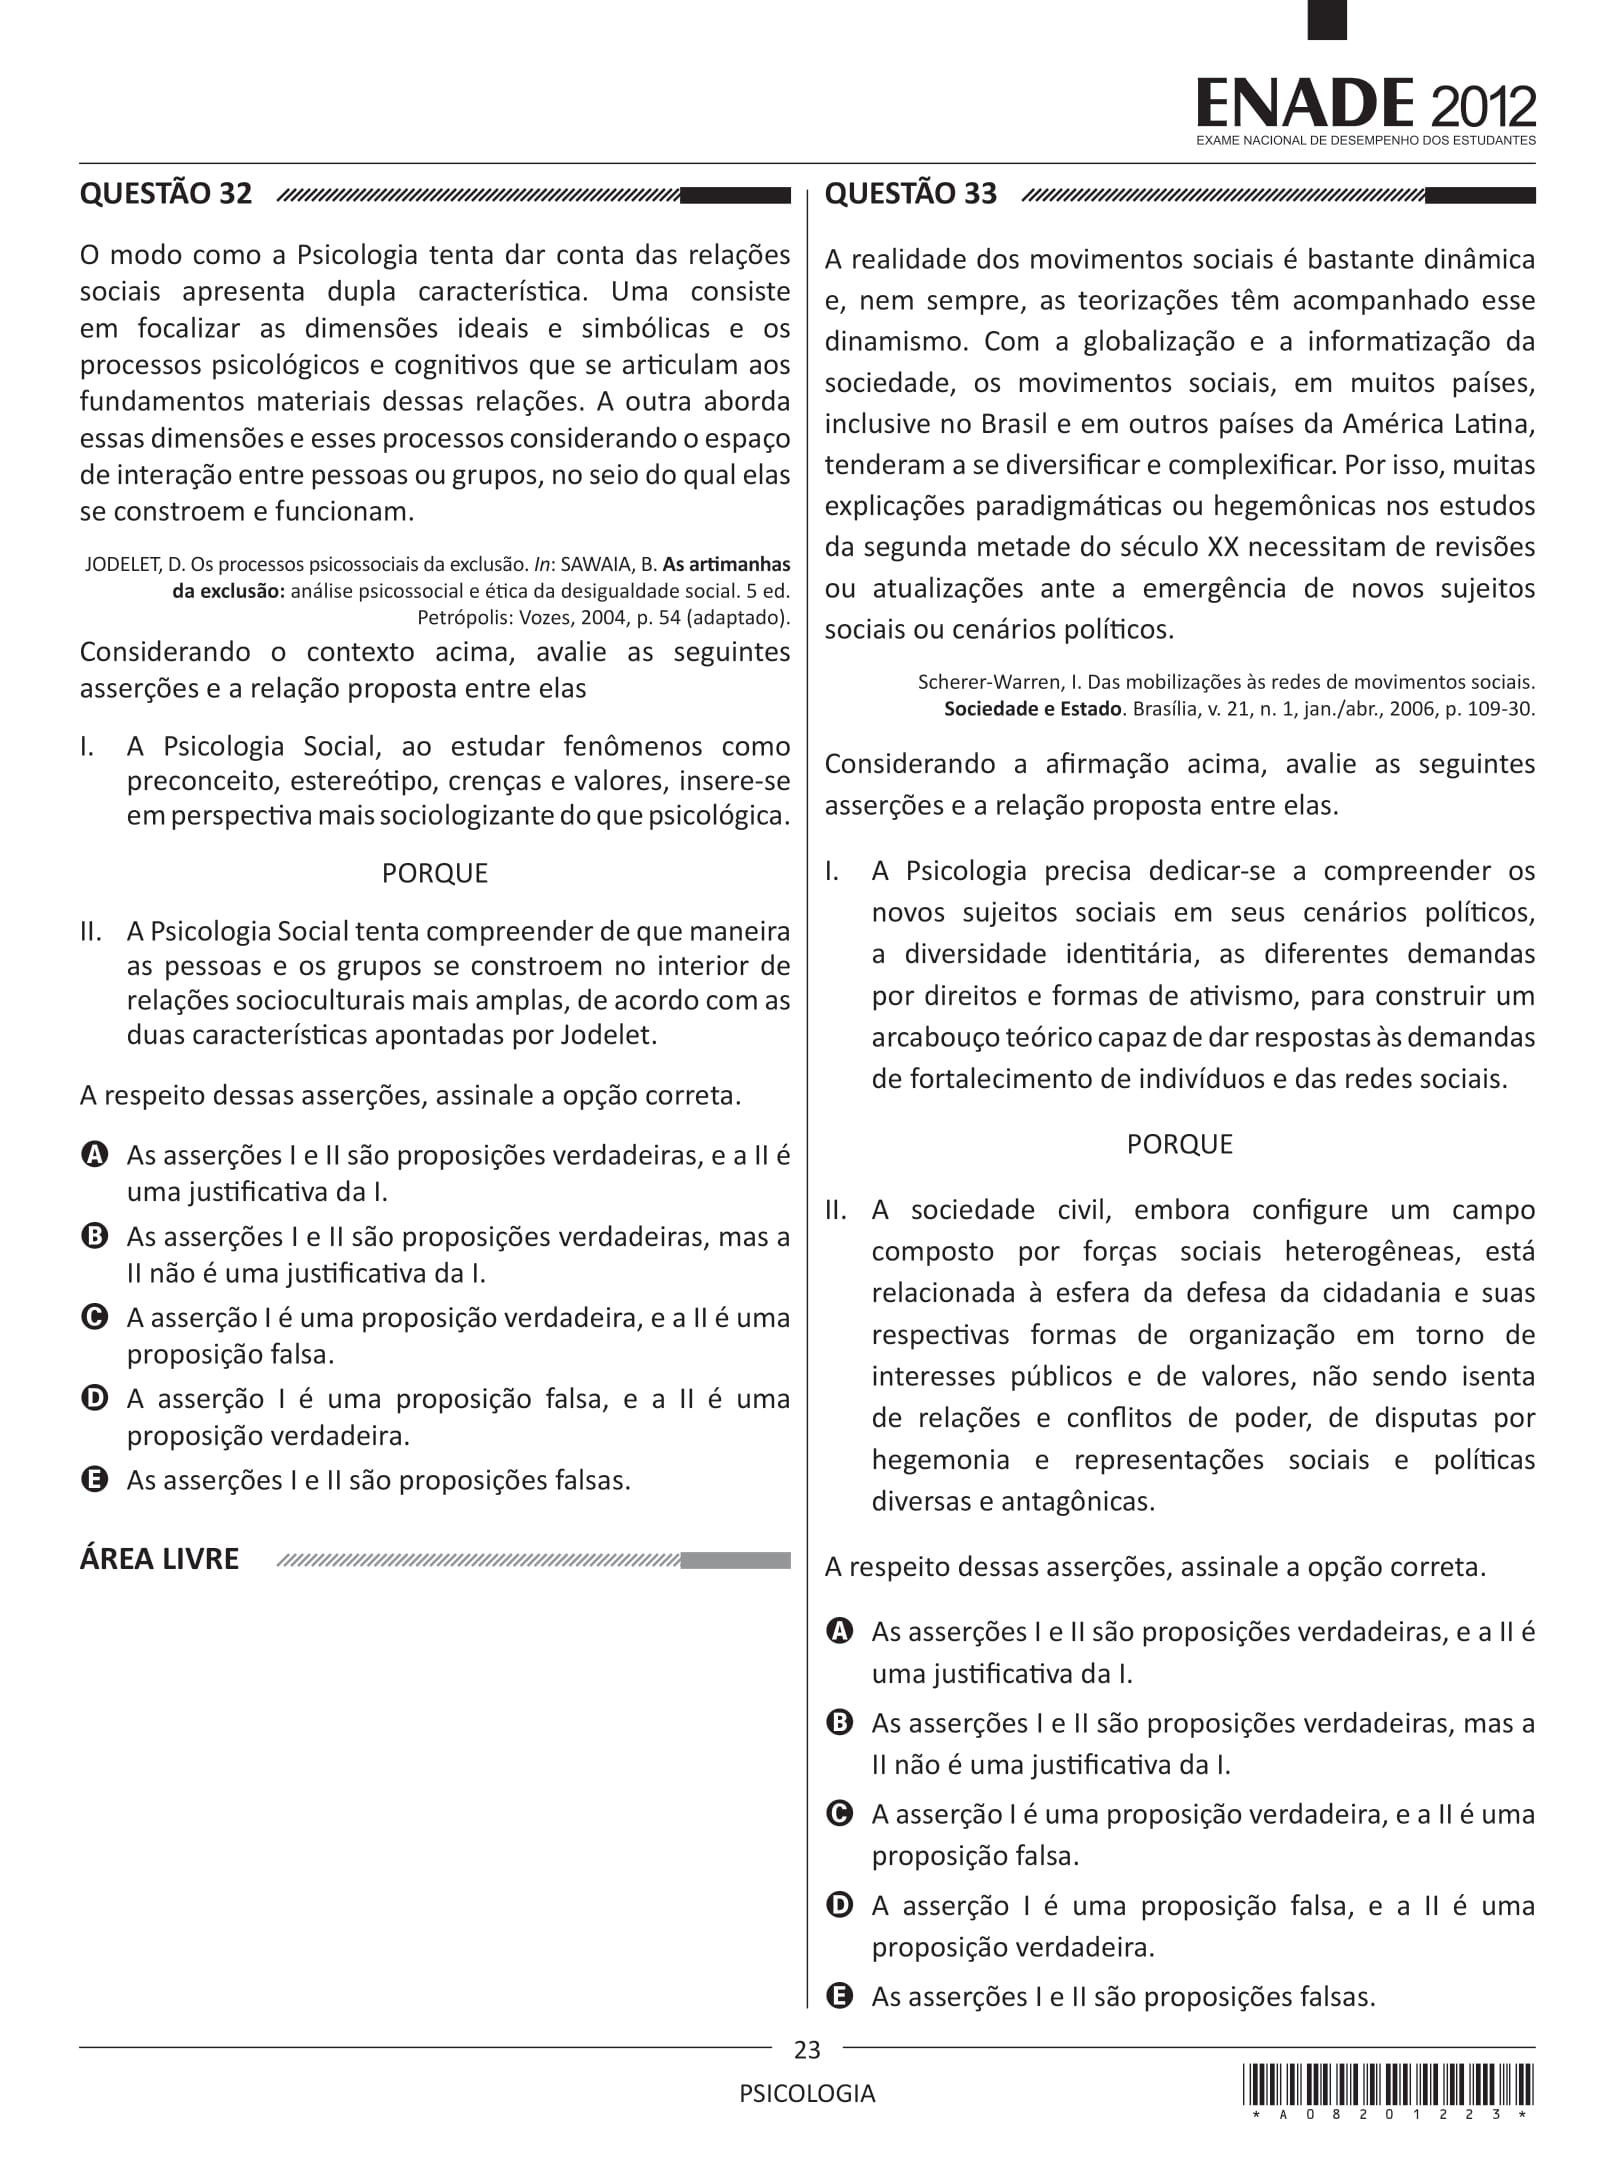 ENADE 2012
EXAME NACIONAL DE DESEMPENHO DOS ESTUDANTES
QUESTÃO 32
O modo como a Psicologia tenta dar conta das relações
sociais apresenta dupla característica. Uma consiste
em focalizar as dimensões ideais e simbólicas e os
processos psicológicos e cognitivos que se articulam aos
fundamentos materiais dessas relações. A outra aborda
essas dimensões e esses processos considerando o espaço
de interação entre pessoas ou grupos, no seio do qual elas
se constroem e funcionam.
JODELET, D. Os processos psicossociais da exclusão. In: SAWAIA, B. As artimanhas
da exclusão: análise psicossocial e ética da desigualdade social. 5 ed.
Petrópolis: Vozes, 2004, p. 54 (adaptado).
Considerando o contexto acima, avalie as seguintes
asserções e a relação proposta entre elas
I. A Psicologia Social, ao estudar fenômenos como
preconceito, estereótipo, crenças e valores, insere-se
em perspectiva mais sociologizante do que psicológica.
PORQUE
II. A Psicologia Social tenta compreender de que maneira
as pessoas e os grupos se constroem no interior de
relações socioculturais mais amplas, de acordo com as
duas características apontadas por Jodelet.
A respeito dessas asserções, assinale a opção correta.
A As asserções I e II são proposições verdadeiras, e a II é
uma justificativa da I.
B As asserções I e II são proposições verdadeiras, mas a
II não é uma justificativa da I.
C A asserção I é uma proposição verdadeira, e a II é uma
proposição falsa.
D A asserção I é uma proposição falsa, e a II é uma
proposição verdadeira.
E As asserções I e II são proposições falsas.
ÁREA LIVRE
QUESTÃO 33
A realidade dos movimentos sociais é bastante dinâmica
e, nem sempre, as teorizações têm acompanhado esse
dinamismo. Com a globalização e a informatização da
sociedade, os movimentos sociais, em muitos países,
inclusive no Brasil e em outros países da América Latina,
tenderam a se diversificar e complexificar. Por isso, muitas
explicações paradigmáticas ou hegemônicas nos estudos
da segunda metade do século XX necessitam de revisões
ou atualizações ante a emergência de novos sujeitos
sociais ou cenários políticos.
Scherer-Warren, I. Das mobilizações às redes de movimentos sociais.
Sociedade e Estado. Brasília, v. 21, n. 1, jan./abr., 2006, p. 109-30.
Considerando a afirmação acima, avalie as seguintes
asserções e a relação proposta entre elas.
I. A Psicologia precisa dedicar-se a compreender os
novos sujeitos sociais em seus cenários políticos,
a diversidade identitária, as diferentes demandas
por direitos e formas de ativismo, para construir um
arcabouço teórico capaz de dar respostas às demandas
de fortalecimento de indivíduos e das redes sociais.
PORQUE
II. A sociedade civil, embora configure um campo
composto por forças sociais heterogêneas, está
relacionada à esfera da defesa da cidadania e suas
respectivas formas de organização em torno de
interesses públicos e de valores, não sendo isenta
de relações e conflitos de poder, de disputas por
hegemonia e representações sociais e políticas
diversas e antagônicas.
A respeito dessas asserções, assinale a opção correta.
A As asserções I e II são proposições verdadeiras, e a II é
uma justificativa da I.
B As asserções I e II são proposições verdadeiras, mas a
II não é uma justificativa da I.
C A asserção I é uma proposição verdadeira, e a II é uma
proposição falsa.
D A asserção I é uma proposição falsa, e a II é uma
proposição verdadeira.
E As asserções I e II são proposições falsas.
23
PSICOLOGIA
* A 0 8 2 0 1 2 2 3 *